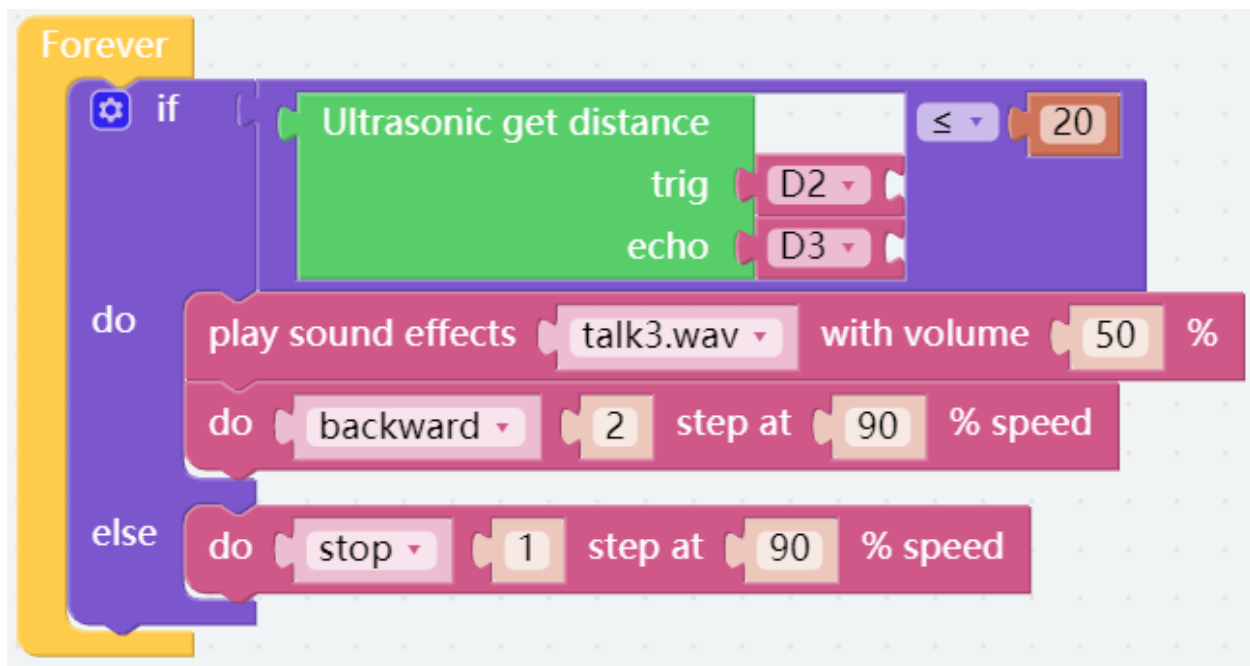 Forever
if Ultrasonic get distance ≤ 20
trig D2
echo D3
do play sound effects talk3.wav with volume 50 %
do backward 2 step at 90 % speed
else do stop 1 step at 90 % speed